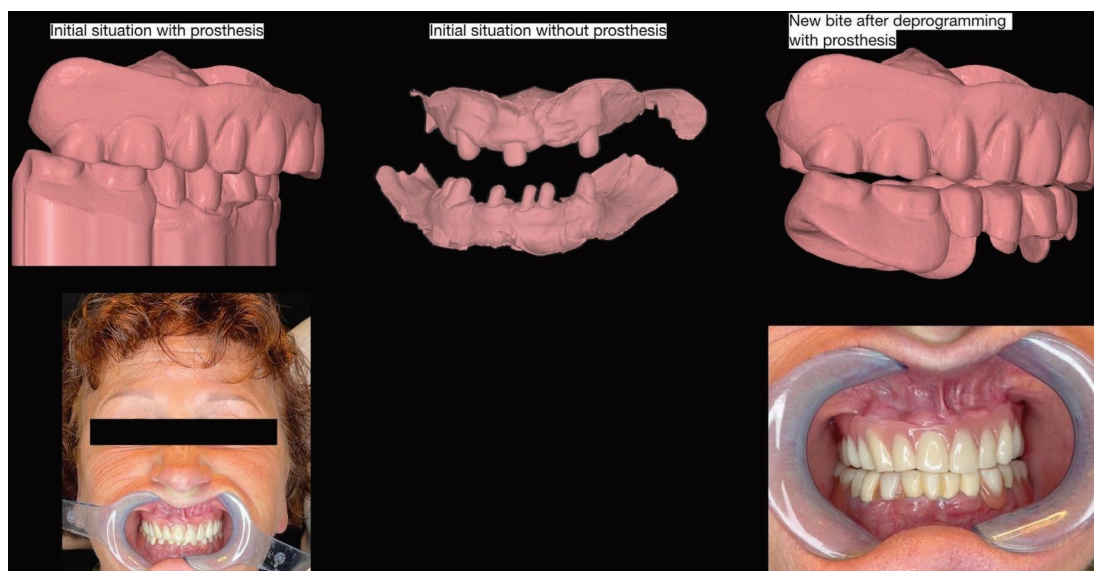 Initial situation with prosthesis
Initial situation without prosthesis
New bite after deprogramming
with prosthesis